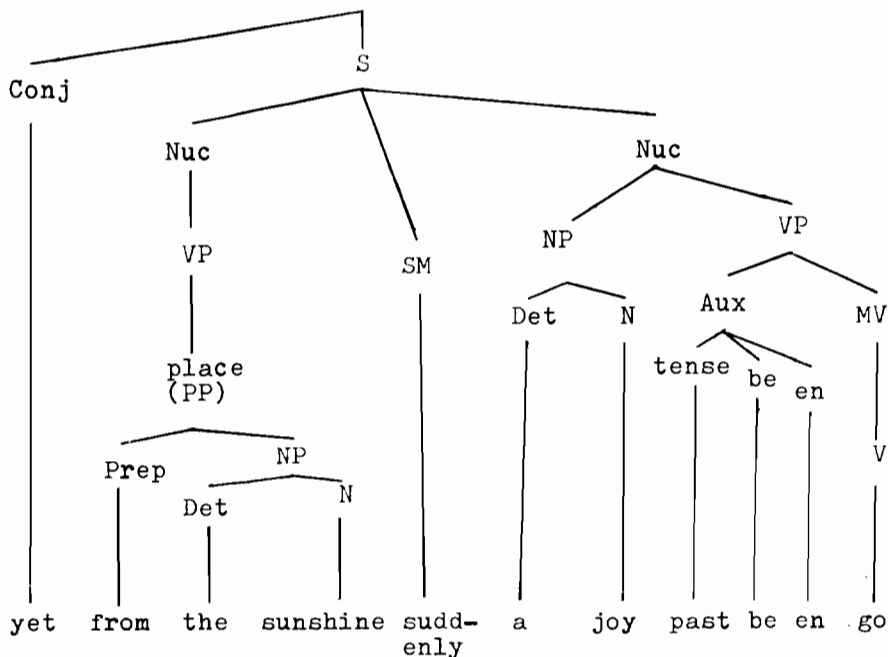 S
Conj
Nuc Nuc
VP NP VP
SM
Det N Aux MV
place
(PP)
tense be en
Prep NP V
Det N
yet from the sunshine sudd- a joy past be en go
enly